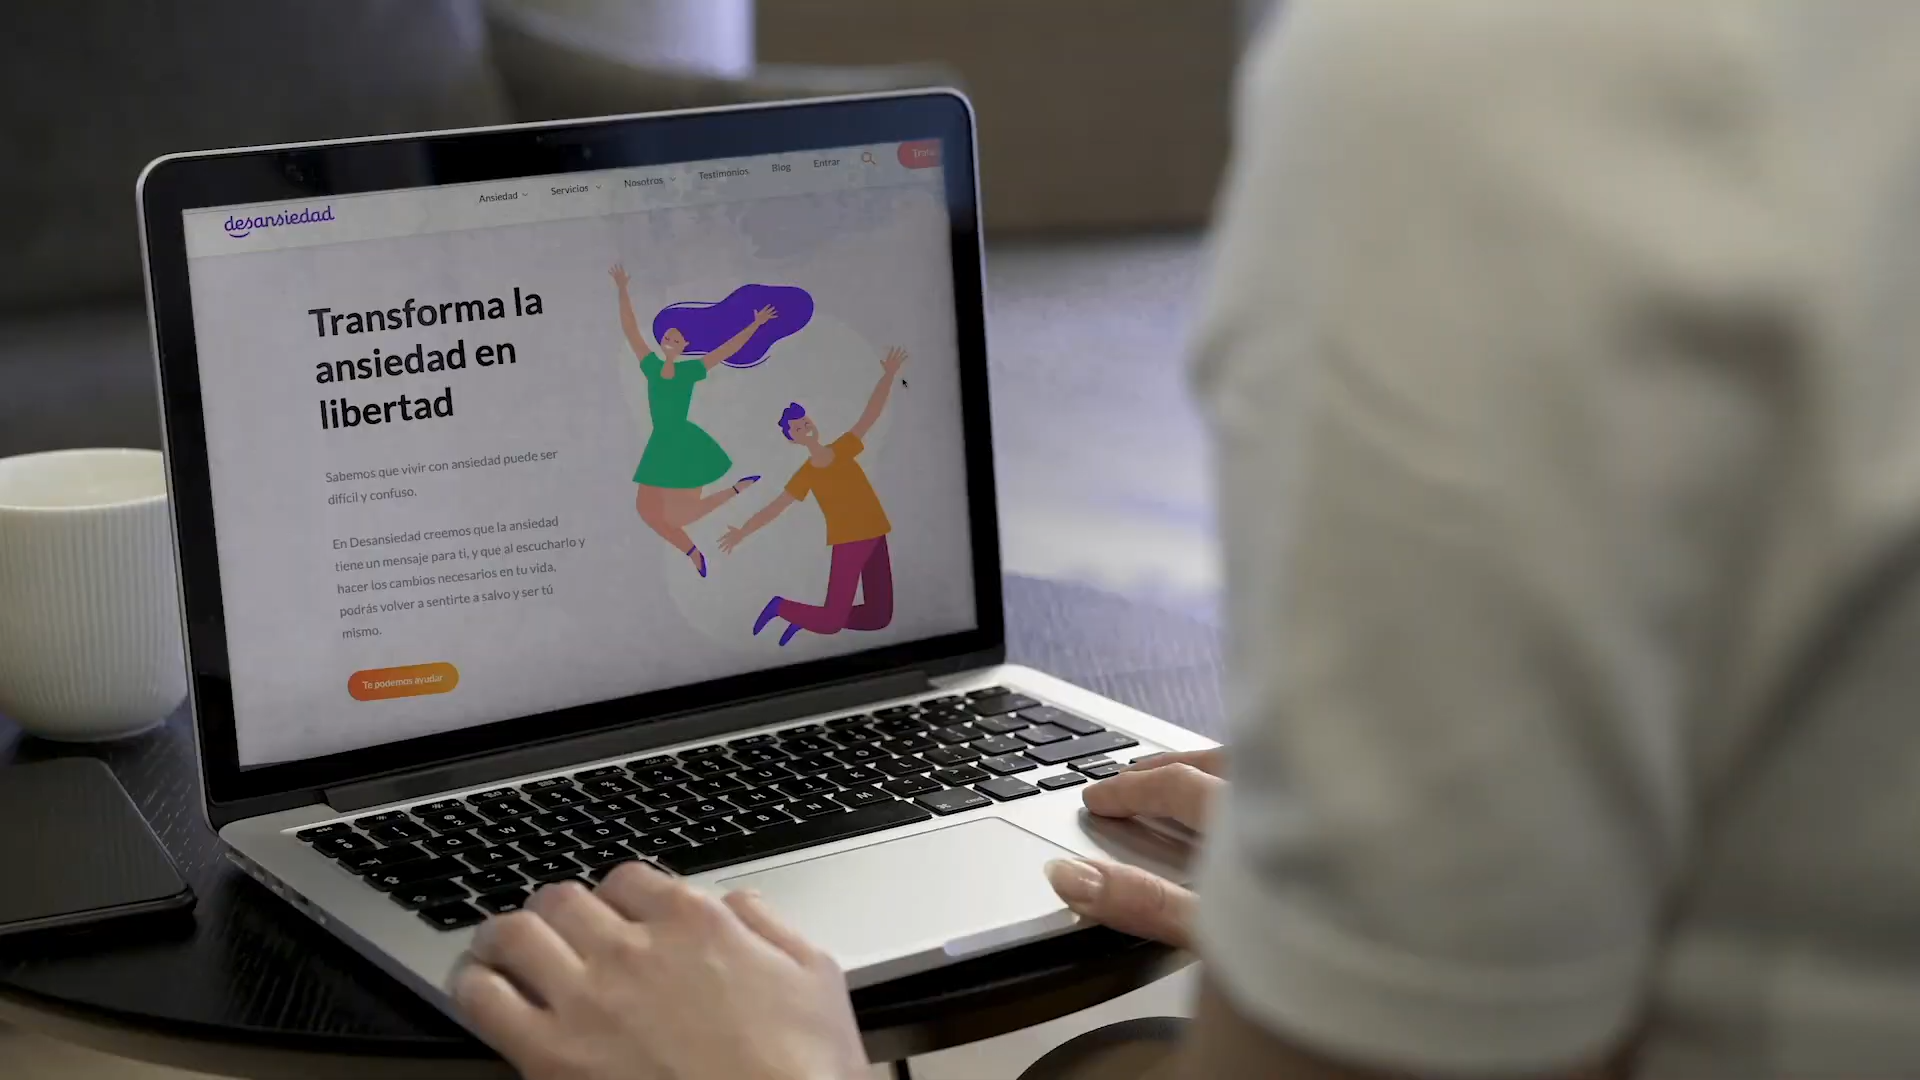 desansiedad
Ansiedad
Servicios
Nosotros
Testimonios
Blog
Entrar
Transforma la
ansiedad en
libertad
Sabemos que vivir con ansiedad puede ser
difícil y confuso.
En Desansiedad creemos que la ansiedad
tiene un mensaje para ti, y que al escucharlo y
hacer los cambios necesarios en tu vida,
podrás volver a sentirte a salvo y ser tú
mismo.
Te podemos ayudar